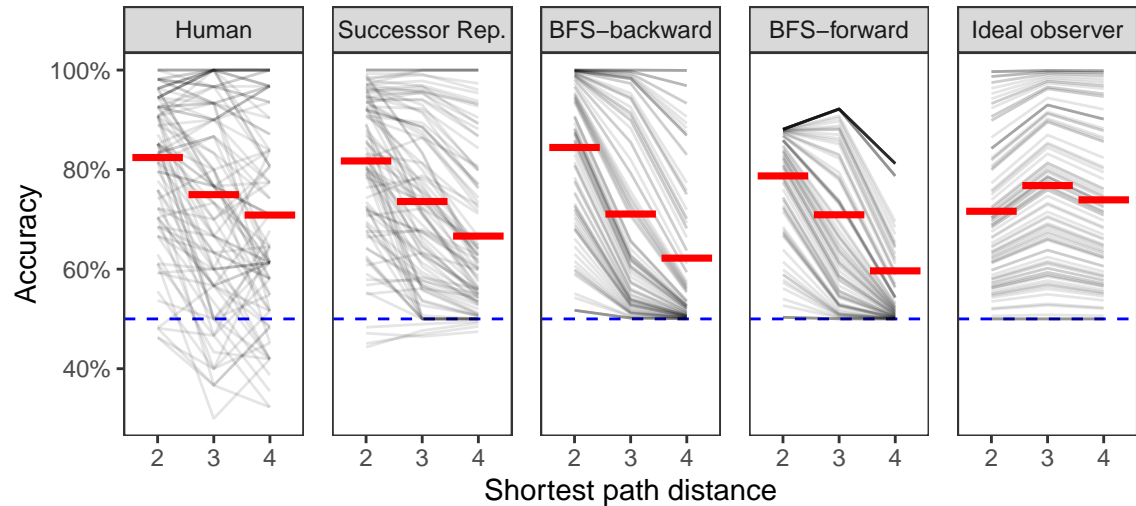 Human Successor Rep. BFS−backward BFS−forward Ideal observer
100%
80%
60%
40%
Accuracy
2 3 4 2 3 4 2 3 4 2 3 4 2 3 4
Shortest path distance